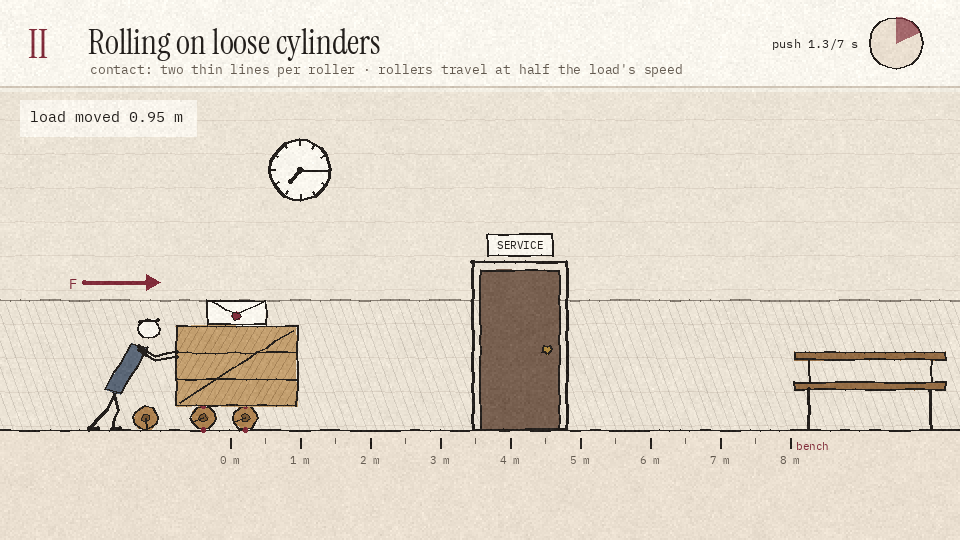 II
Rolling on loose cylinders
contact: two thin lines per roller · rollers travel at half the load's speed
push 1.3/7 s
load moved 0.95 m
SERVICE
F
0 m 1 m 2 m 3 m 4 m 5 m 6 m 7 m 8 m
bench